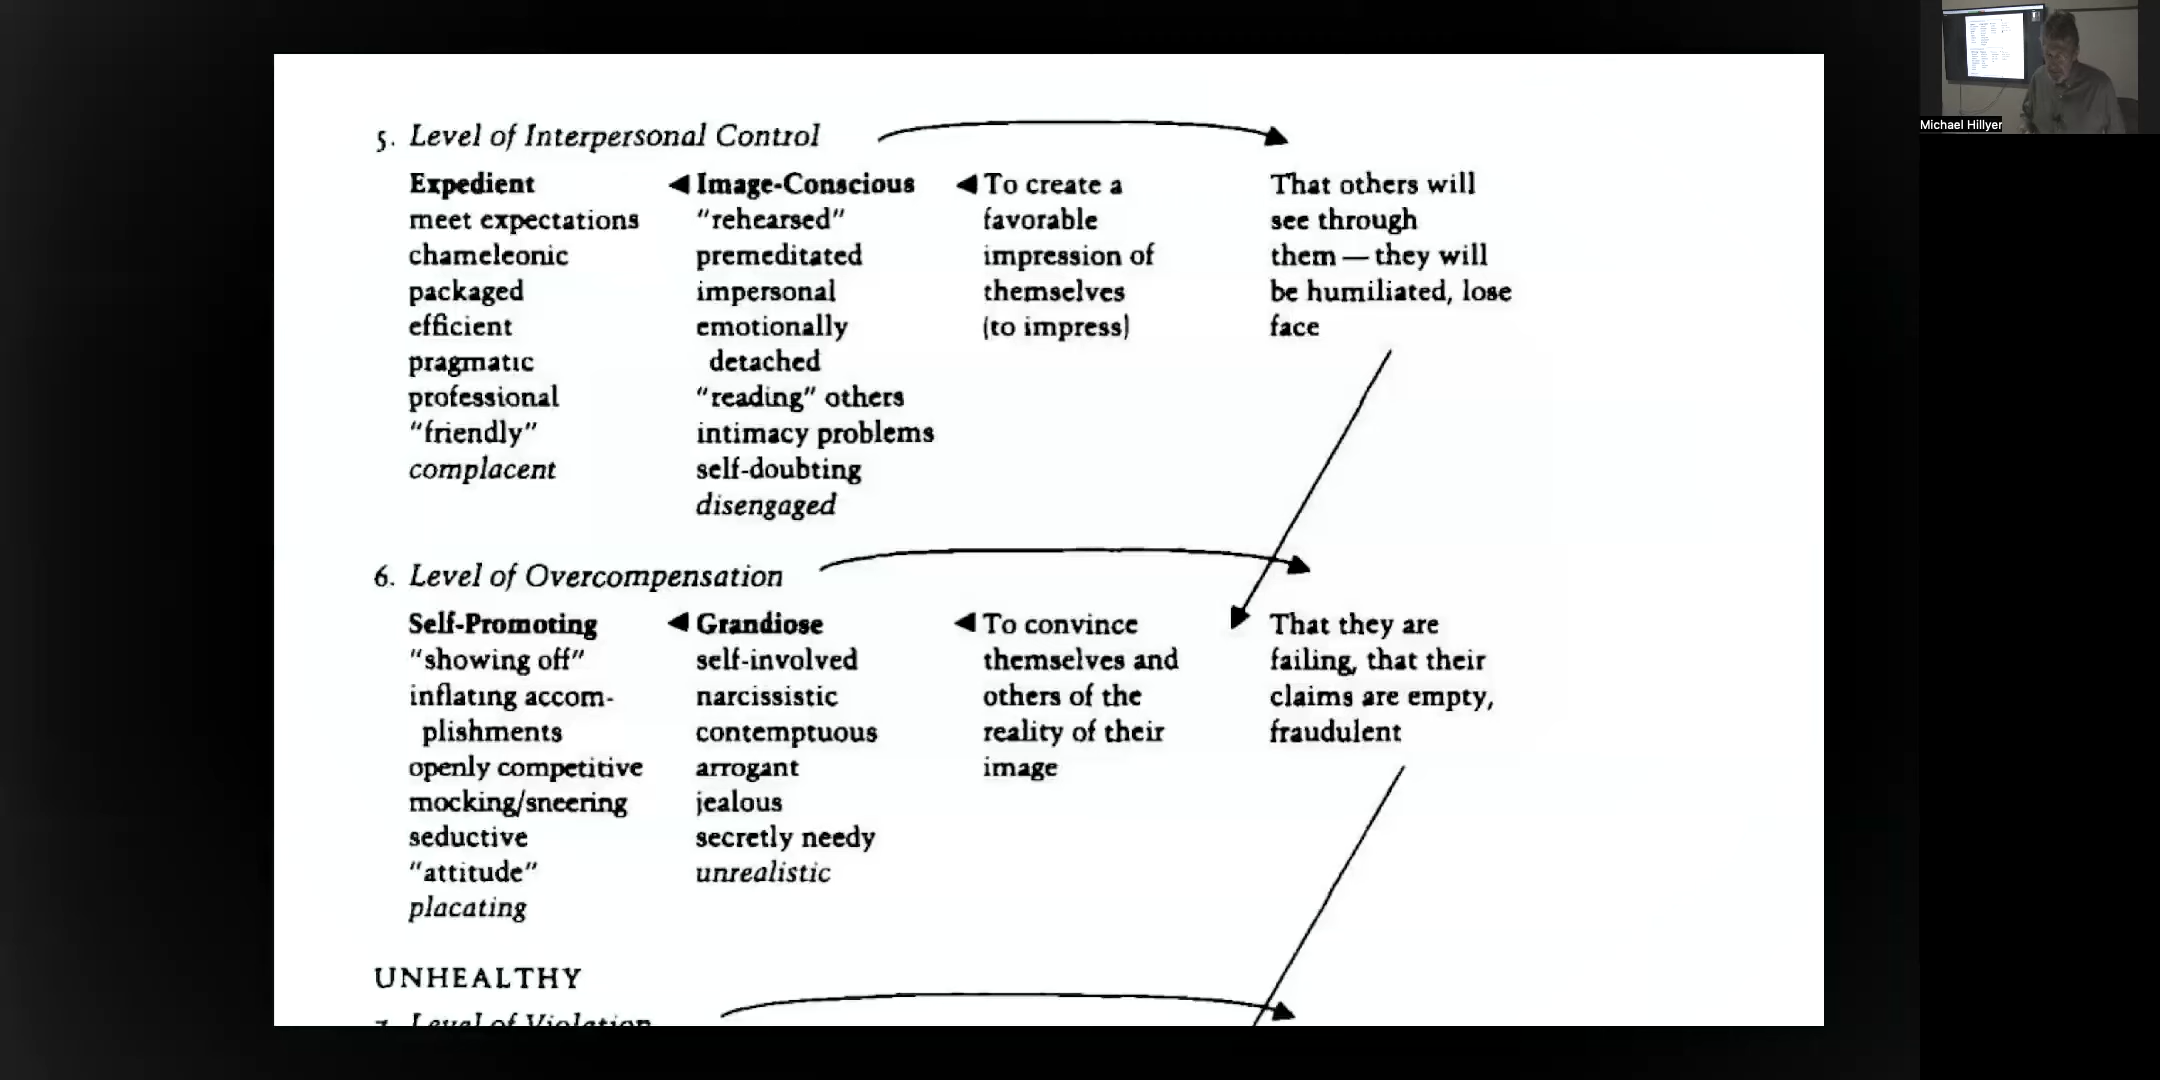 5. Level of Interpersonal Control
Expedient
meet expectations
chameleonic
packaged
efficient
pragmatic
professional
"friendly"
complacent
Image-Conscious
"rehearsed"
premeditated
impersonal
emotionally
detached
"reading" others
intimacy problems
self-doubting
disengaged
To create a
favorable
impression of
themselves
(to impress)
That others will
see through
them — they will
be humiliated, lose
face
6. Level of Overcompensation
Self-Promoting
"showing off"
inflating accom-
plishments
openly competitive
mocking/sneering
seductive
"attitude"
placating
Grandiose
self-involved
narcissistic
contemptuous
arrogant
jealous
secretly needy
unrealistic
To convince
themselves and
others of the
reality of their
image
That they are
failing, that their
claims are empty,
fraudulent
UNHEALTHY
7. Level of Violation
Michael Hillyer